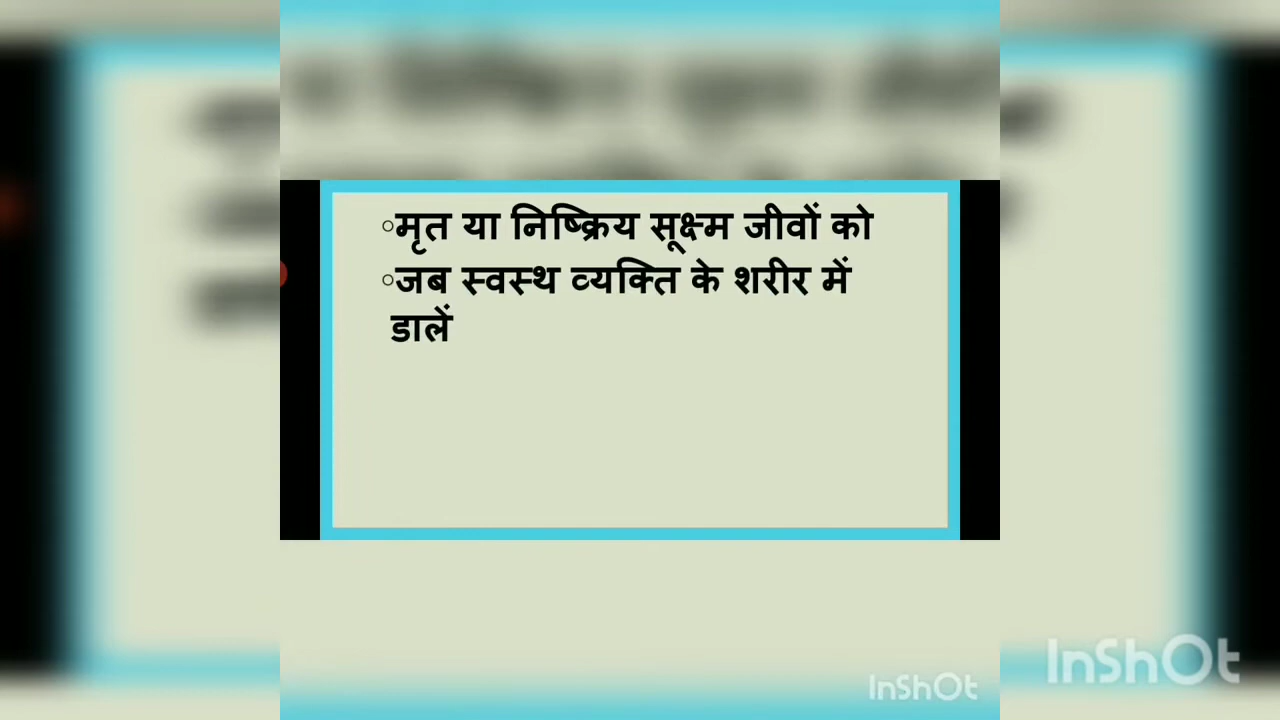 ◦मृत या निष्क्रिय सूक्ष्म जीवों को
◦जब स्वस्थ व्यक्ति के शरीर में
डालें
InShOt
InShOt